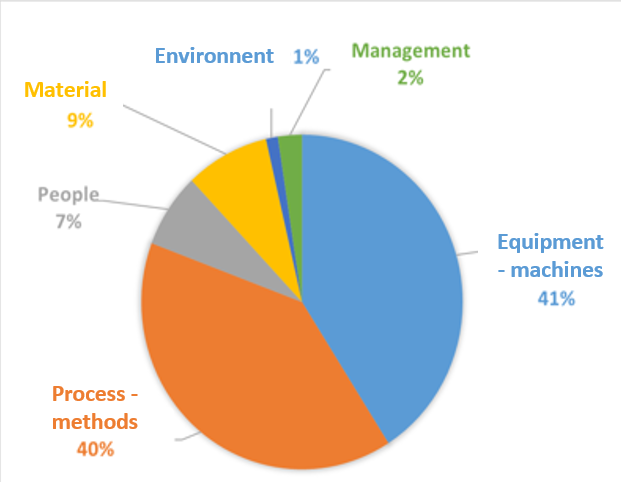 Environnent 1%
Management
2%
Material
9%
People
7%
Equipment
- machines
41%
Process -
methods
40%